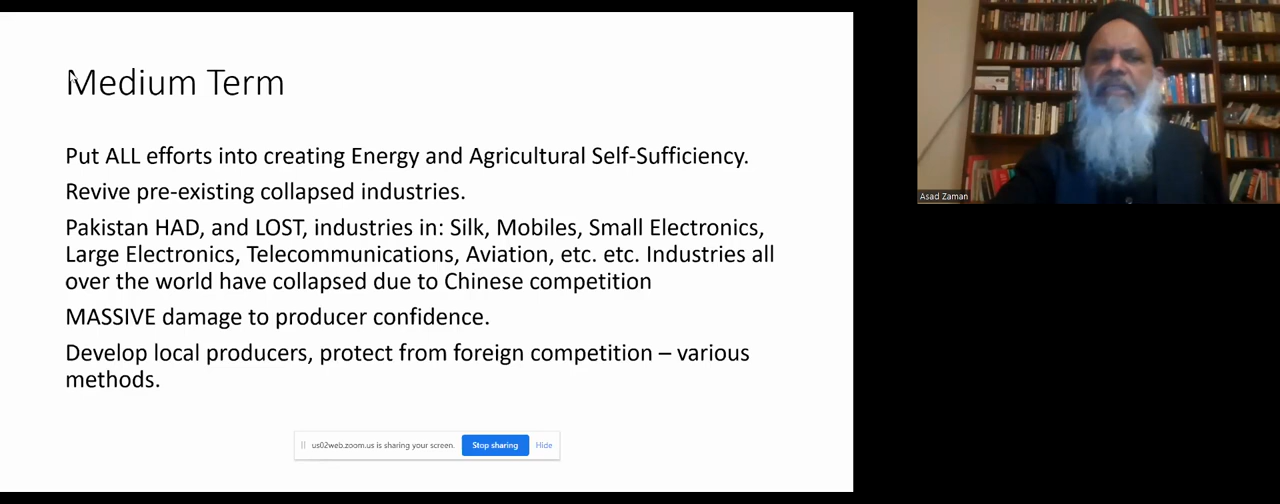 Medium Term
Put ALL efforts into creating Energy and Agricultural Self-Sufficiency.
Revive pre-existing collapsed industries.
Pakistan HAD, and LOST, industries in: Silk, Mobiles, Small Electronics,
Large Electronics, Telecommunications, Aviation, etc. etc. Industries all
over the world have collapsed due to Chinese competition
MASSIVE damage to producer confidence.
Develop local producers, protect from foreign competition – various
methods.
us02web.zoom.us is sharing your screen. Stop sharing Hide
Asad Zaman